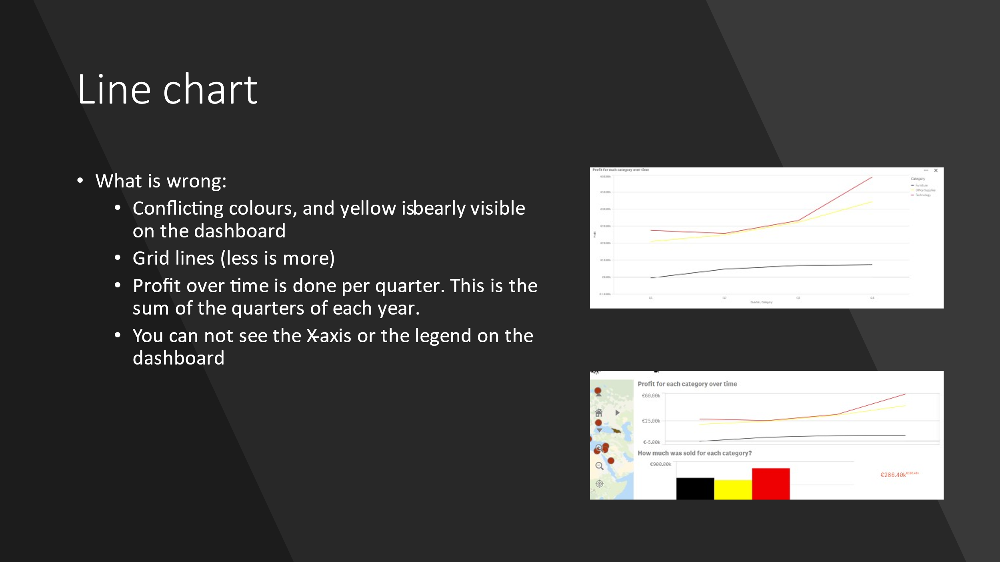 Line chart
• What is wrong:
• Conflicting colours, and yellow isbearly visible
on the dashboard
• Grid lines (less is more)
• Profit over time is done per quarter. This is the
sum of the quarters of each year.
• You can not see the X-axis or the legend on the
dashboard
Profit for each category over time
Category
Furniture
Office Supplies
Technology
Profit
Q1 Q2 Q3 Q4
Quarter, Category
Profit for each category over time
€60.00k
€25.00k
€-5.00k
How much was sold for each category?
€900.00k
€286.40k